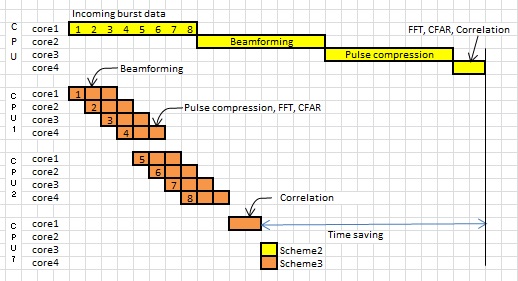 Incoming burst data
FFT, CFAR, Correlation
C P U
core1 1 2 3 4 5 6 7 8
core2 Beamforming
core3 Pulse compression
core4
Beamforming
C P U 1
core1 1
core2 2
core3 3
core4 4
Pulse compression, FFT, CFAR
C P U 2
core1 5
core2 6
core3 7
core4 8
Correlation
C P U ?
core1
core2 Time saving
core3 Scheme2
core4 Scheme3